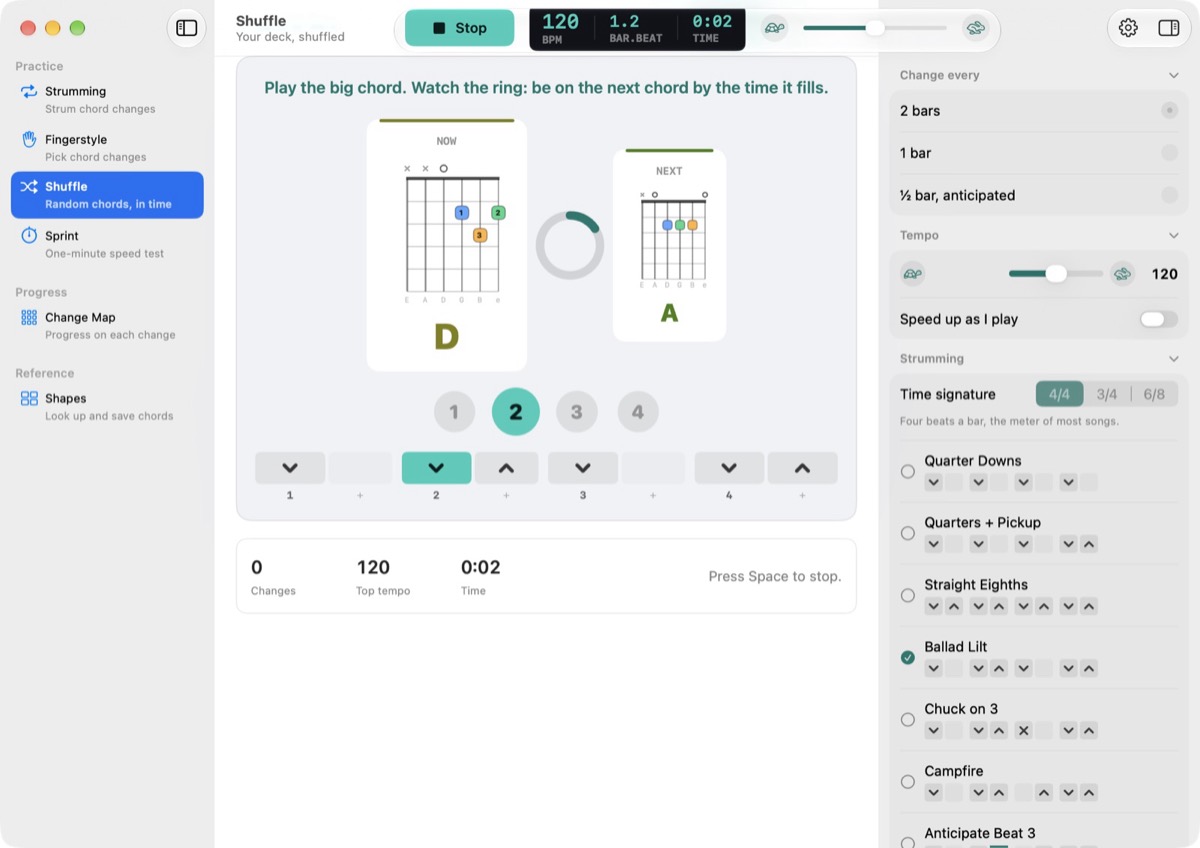 Shuffle
Your deck, shuffled
Stop
120
BPM
1.2
BAR.BEAT
0:02
TIME
Practice
Strumming
Strum chord changes
Fingerstyle
Pick chord changes
Shuffle
Random chords, in time
Sprint
One-minute speed test
Progress
Change Map
Progress on each change
Reference
Shapes
Look up and save chords
Play the big chord. Watch the ring: be on the next chord by the time it fills.
NOW
× × O
1 2
3
E A D G B e
D
NEXT
× O O
E A D G B e
A
1 2 3 4
1 + 2 + 3 + 4 +
0
Changes
120
Top tempo
0:02
Time
Press Space to stop.
Change every
2 bars
1 bar
½ bar, anticipated
Tempo
120
Speed up as I play
Strumming
Time signature 4/4 3/4 6/8
Four beats a bar, the meter of most songs.
Quarter Downs
Quarters + Pickup
Straight Eighths
Ballad Lilt
Chuck on 3
Campfire
Anticipate Beat 3